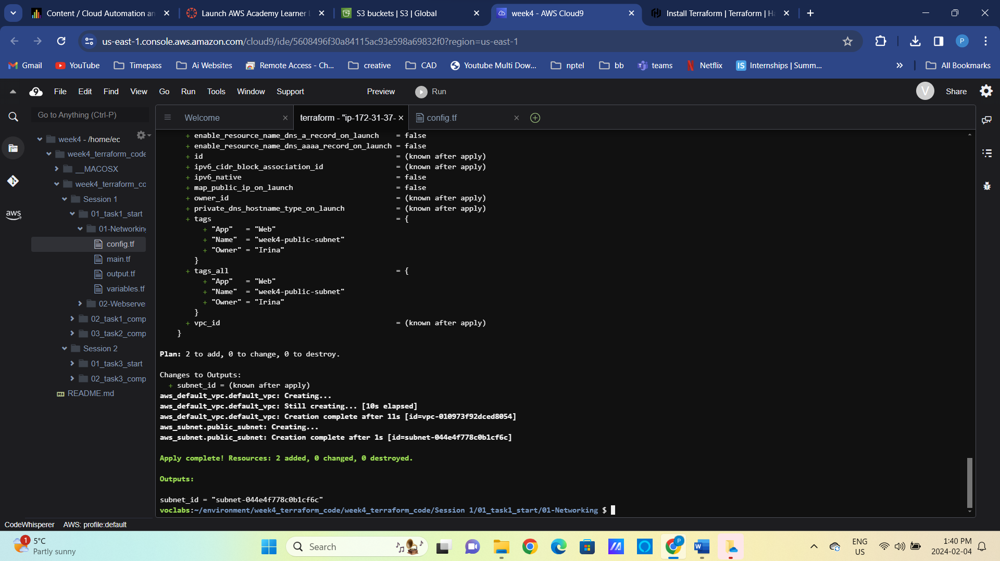 Content / Cloud Automation an
Launch AWS Academy Learner L
S3 buckets | S3 | Global
week4 - AWS Cloud9
Install Terraform | Terraform | Ha
us-east-1.console.aws.amazon.com/cloud9/ide/5608496f30a84115ac93e598a69832f0?region=us-east-1
P
Gmail
YouTube
Timepass
Ai Websites
Remote Access - Ch...
creative
CAD
Youtube Multi Dow...
nptel
bb
teams
Netflix
IS Internships | Summ...
All Bookmarks
9 File Edit Find View Go Run Tools Window Support Preview Run
V Share
Go to Anything (Ctrl-P)
Welcome
terraform - "ip-172-31-37-
config.tf
aws
week4 - /home/ec
week4_terraform_code
__MACOSX
week4_terraform_co
Session 1
01_task1_start
01-Networking
config.tf
main.tf
output.tf
variables.tf
02-Webserve
02_task1_comp
03_task2_comp
Session 2
01_task3_start
02_task3_comp
README.md
+ enable_resource_name_dns_a_record_on_launch    = false
+ enable_resource_name_dns_aaaa_record_on_launch = false
+ id                                             = (known after apply)
+ ipv6_cidr_block_association_id                 = (known after apply)
+ ipv6_native                                    = false
+ map_public_ip_on_launch                        = false
+ owner_id                                       = (known after apply)
+ private_dns_hostname_type_on_launch            = (known after apply)
+ tags                                           = {
+ "App"   = "Web"
+ "Name"  = "week4-public-subnet"
+ "Owner" = "Irina"
}
+ tags_all                                       = {
+ "App"   = "Web"
+ "Name"  = "week4-public-subnet"
+ "Owner" = "Irina"
}
+ vpc_id                                         = (known after apply)
}
Plan: 2 to add, 0 to change, 0 to destroy.
Changes to Outputs:
+ subnet_id = (known after apply)
aws_default_vpc.default_vpc: Creating...
aws_default_vpc.default_vpc: Still creating... [10s elapsed]
aws_default_vpc.default_vpc: Creation complete after 11s [id=vpc-010973f92dced8054]
aws_subnet.public_subnet: Creating...
aws_subnet.public_subnet: Creation complete after 1s [id=subnet-044e4f778c0b1cf6c]
Apply complete! Resources: 2 added, 0 changed, 0 destroyed.
Outputs:
subnet_id = "subnet-044e4f778c0b1cf6c"
voclabs:~/environment/week4_terraform_code/week4_terraform_code/Session 1/01_task1_start/01-Networking $
CodeWhisperer AWS: profile:default
1
5°C
Partly sunny
Search
P
ENG
US
1:40 PM
2024-02-04